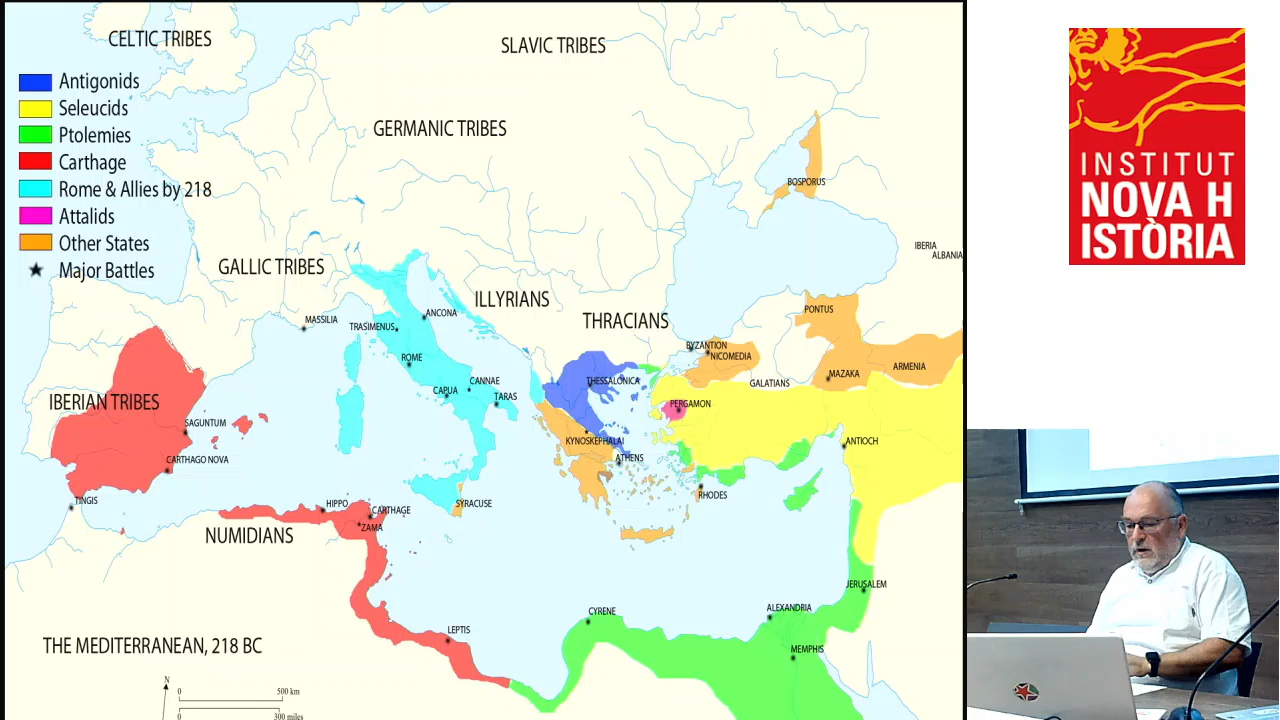 CELTIC TRIBES
SLAVIC TRIBES
Antigonids
Seleucids
Ptolemies
Carthage
Rome & Allies by 218
Attalids
Other States
Major Battles
GERMANIC TRIBES
BOSPORUS
IBERIA
ALBANIA
GALLIC TRIBES
ILLYRIANS
THRACIANS
PONTUS
MASSILIA
ANCONA
TRASIMENUS
BYZANTION
NICOMEDIA
ROME
ARMENIA
MAZAKA
GALATIANS
THESSALONICA
CANNAE
CAPUA
TARAS
PERGAMON
IBERIAN TRIBES
SAGUNTUM
KYNOSKEPHALAI
ANTIOCH
CARTHAGO NOVA
ATHENS
RHODES
TINGIS
HIPPO
CARTHAGE
SYRACUSE
ZAMA
NUMIDIANS
JERUSALEM
CYRENE
ALEXANDRIA
LEPTIS
MEMPHIS
THE MEDITERRANEAN, 218 BC
N
0 500 km
0 300 miles
INSTITUT
NOVA H
ISTÒRIA